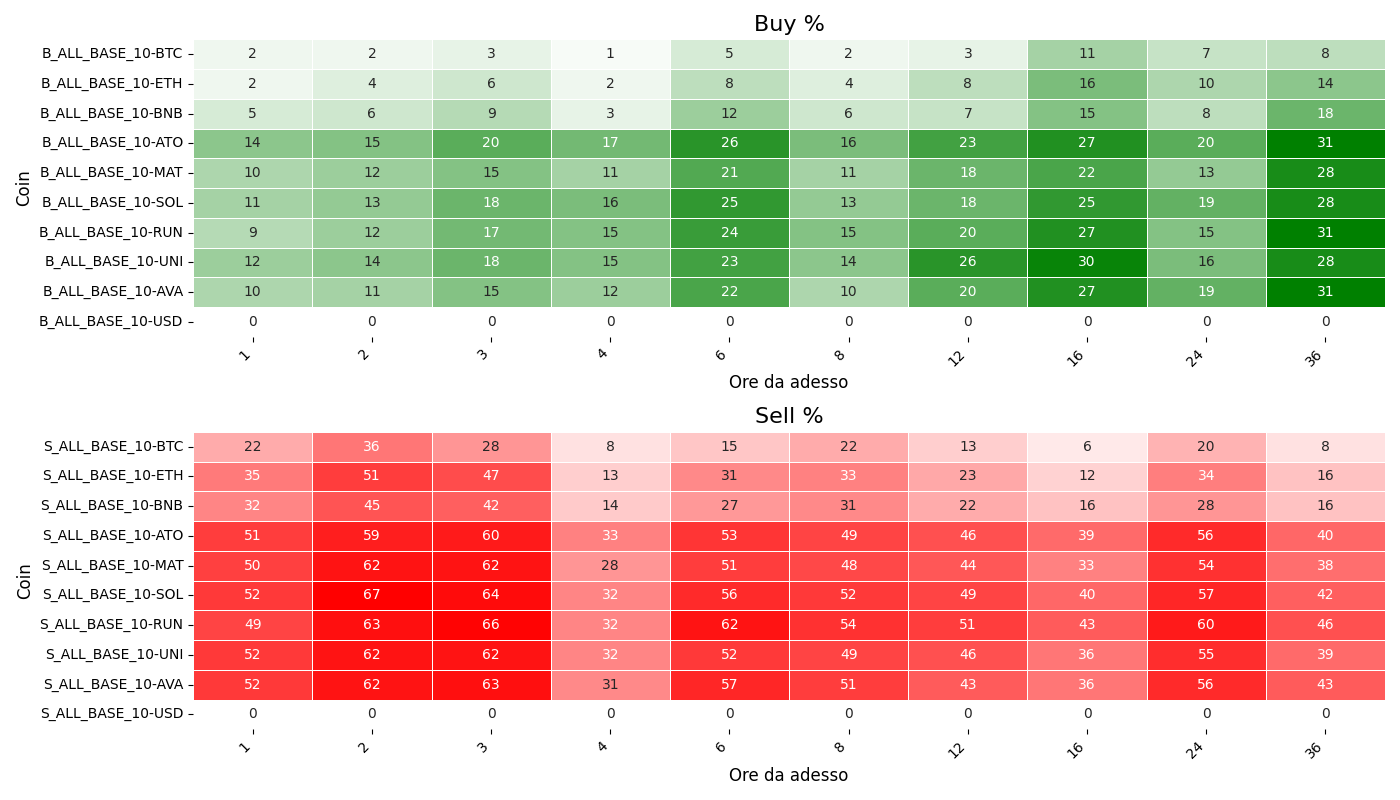 Buy %
Coin
B_ALL_BASE_10-BTC 2 2 3 1 5 2 3 11 7 8
B_ALL_BASE_10-ETH 2 4 6 2 8 4 8 16 10 14
B_ALL_BASE_10-BNB 5 6 9 3 12 6 7 15 8 18
B_ALL_BASE_10-ATO 14 15 20 17 26 16 23 27 20 31
B_ALL_BASE_10-MAT 10 12 15 11 21 11 18 22 13 28
B_ALL_BASE_10-SOL 11 13 18 16 25 13 18 25 19 28
B_ALL_BASE_10-RUN 9 12 17 15 24 15 20 27 15 31
B_ALL_BASE_10-UNI 12 14 18 15 23 14 26 30 16 28
B_ALL_BASE_10-AVA 10 11 15 12 22 10 20 27 19 31
B_ALL_BASE_10-USD 0 0 0 0 0 0 0 0 0 0
1 2 3 4 6 8 12 16 24 36
Ore da adesso
Sell %
Coin
S_ALL_BASE_10-BTC 22 36 28 8 15 22 13 6 20 8
S_ALL_BASE_10-ETH 35 51 47 13 31 33 23 12 34 16
S_ALL_BASE_10-BNB 32 45 42 14 27 31 22 16 28 16
S_ALL_BASE_10-ATO 51 59 60 33 53 49 46 39 56 40
S_ALL_BASE_10-MAT 50 62 62 28 51 48 44 33 54 38
S_ALL_BASE_10-SOL 52 67 64 32 56 52 49 40 57 42
S_ALL_BASE_10-RUN 49 63 66 32 62 54 51 43 60 46
S_ALL_BASE_10-UNI 52 62 62 32 52 49 46 36 55 39
S_ALL_BASE_10-AVA 52 62 63 31 57 51 43 36 56 43
S_ALL_BASE_10-USD 0 0 0 0 0 0 0 0 0 0
1 2 3 4 6 8 12 16 24 36
Ore da adesso